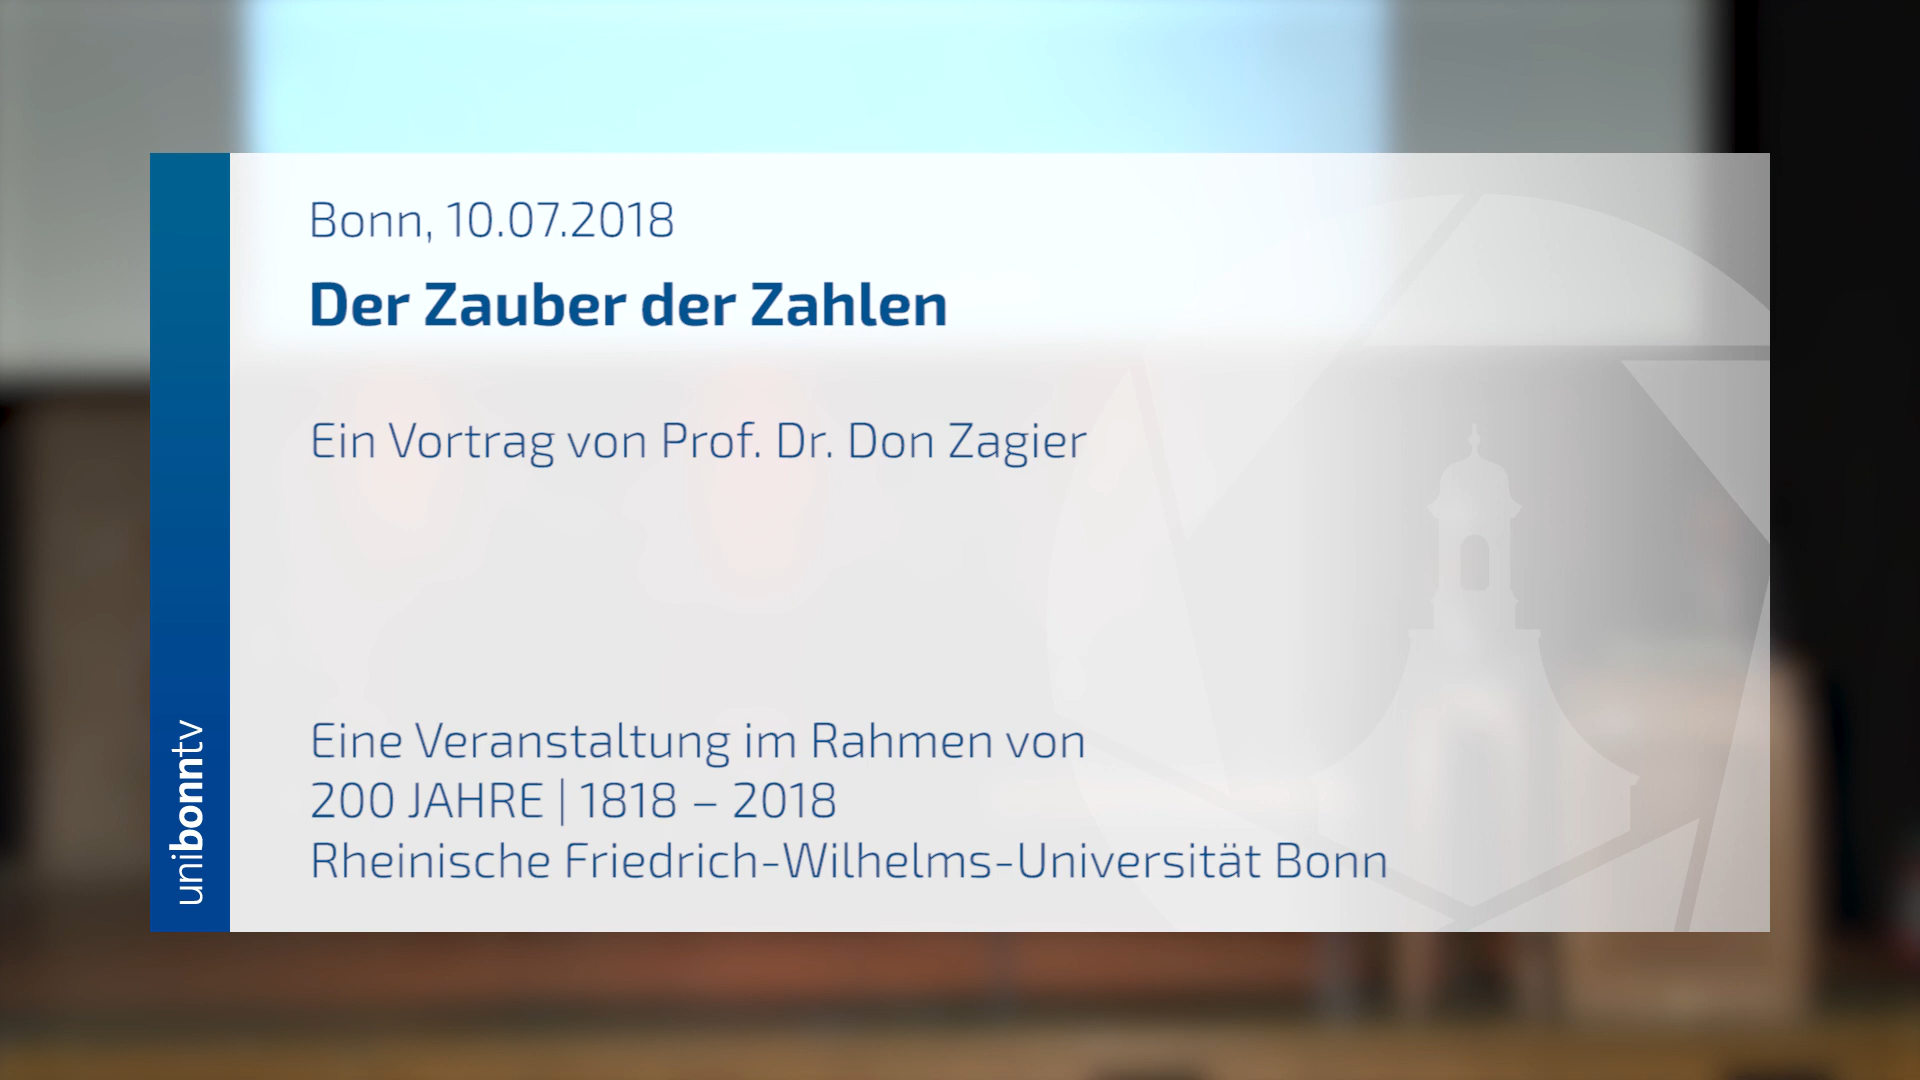 Bonn, 10.07.2018
Der Zauber der Zahlen
Ein Vortrag von Prof. Dr. Don Zagier
Eine Veranstaltung im Rahmen von
200 JAHRE | 1818 – 2018
Rheinische Friedrich-Wilhelms-Universität Bonn
unibonntv